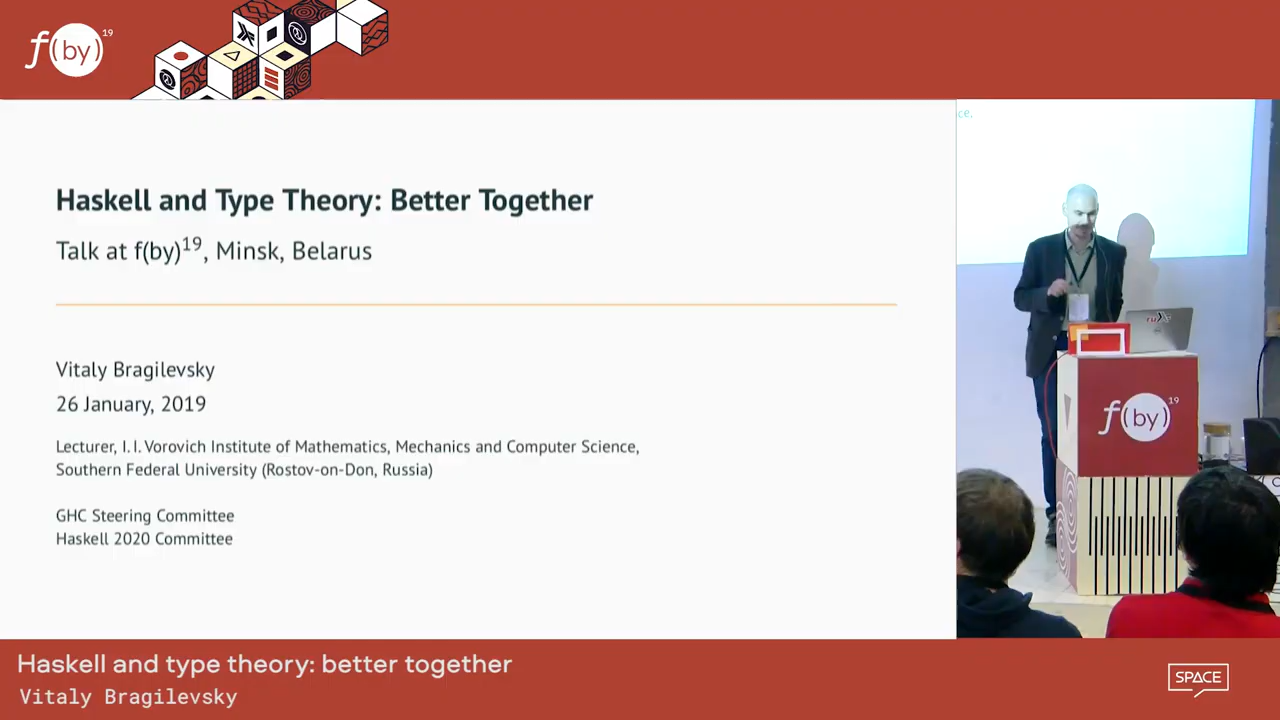 f(by)19
Haskell and Type Theory: Better Together
Talk at f(by)19, Minsk, Belarus
Vitaly Bragilevsky
26 January, 2019
Lecturer, I. I. Vorovich Institute of Mathematics, Mechanics and Computer Science,
Southern Federal University (Rostov-on-Don, Russia)
GHC Steering Committee
Haskell 2020 Committee
ce.
f(by)19
Haskell and type theory: better together
Vitaly Bragilevsky
SPACE